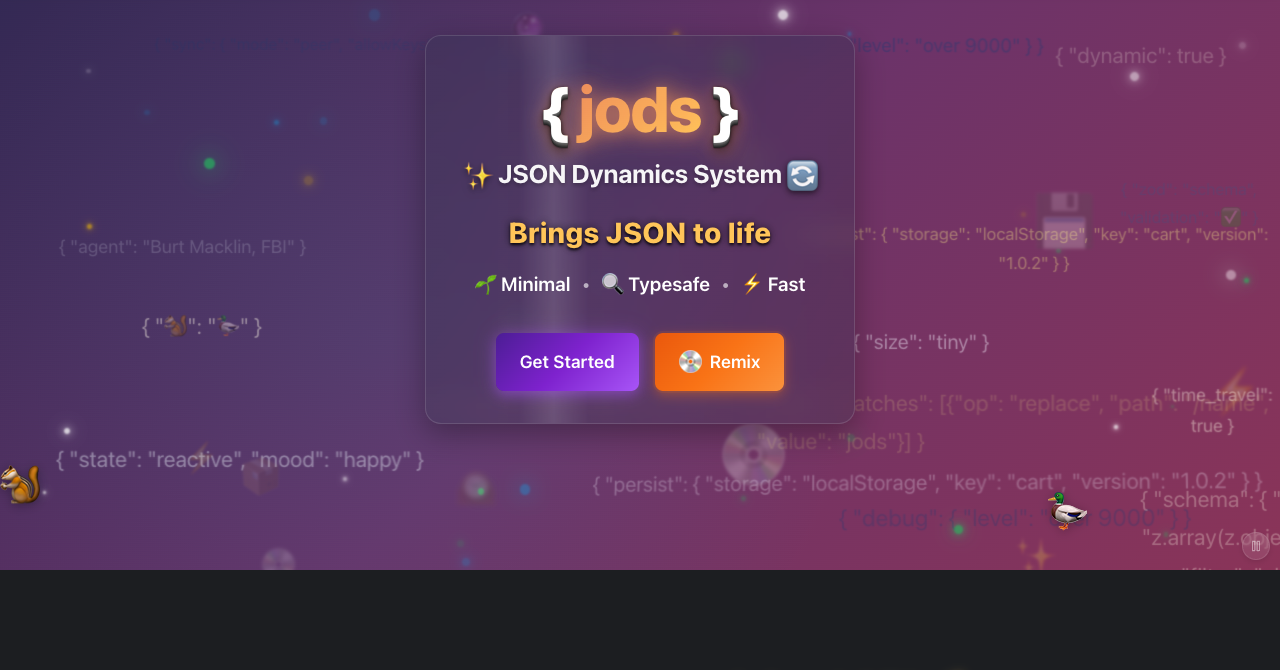 { jods }
✨ JSON Dynamics System 🔄
Brings JSON to life
🌱 Minimal • 🔍 Typesafe • ⚡ Fast
Get Started
📀 Remix
level": "over 9000" } }
{ "dynamic": true }
{ "agent": "Burt Macklin, FBI" }
st": { "storage": "localStorage", "key": "cart", "version":
"1.0.2" } }
{ "🐿️": "🦆" }
{ "size": "tiny" }
{ "time_travel":
true }
atches": [{"op": "replace", "path": "/name",
"value": "jods"}] }
{ "state": "reactive", "mood": "happy" }
{ "persist": { "storage": "localStorage", "key": "cart", "version": "1.0.2" } }
{ "schema": { "
{ "debug": { "level": "over 9000" } }
"z.array(z.obje